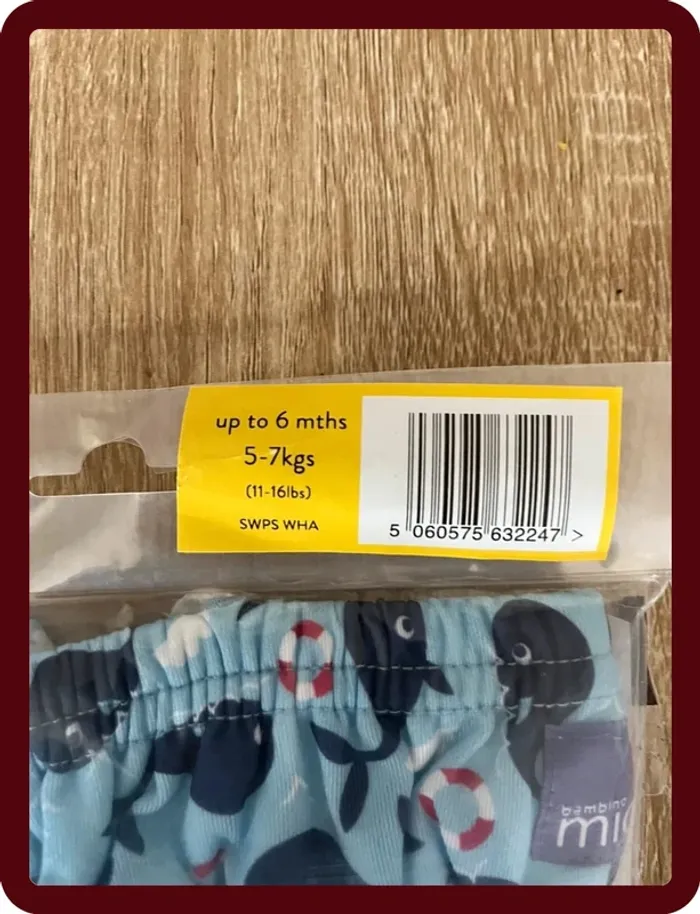 up to 6 mths
5-7kgs
(11-16lbs)
SWPS WHA
5 060575 632247 >
bambino
mio